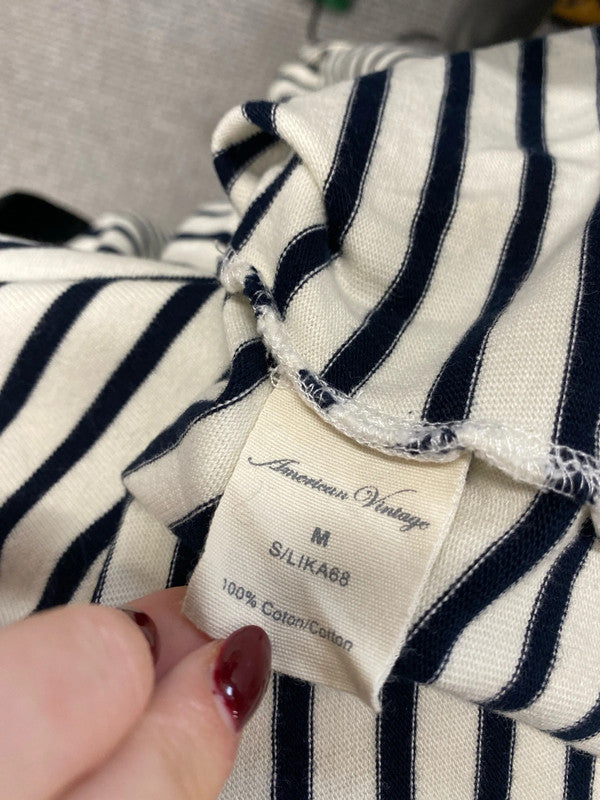 American Vintage
M
S/LIKA68
100% Coton/Cotton